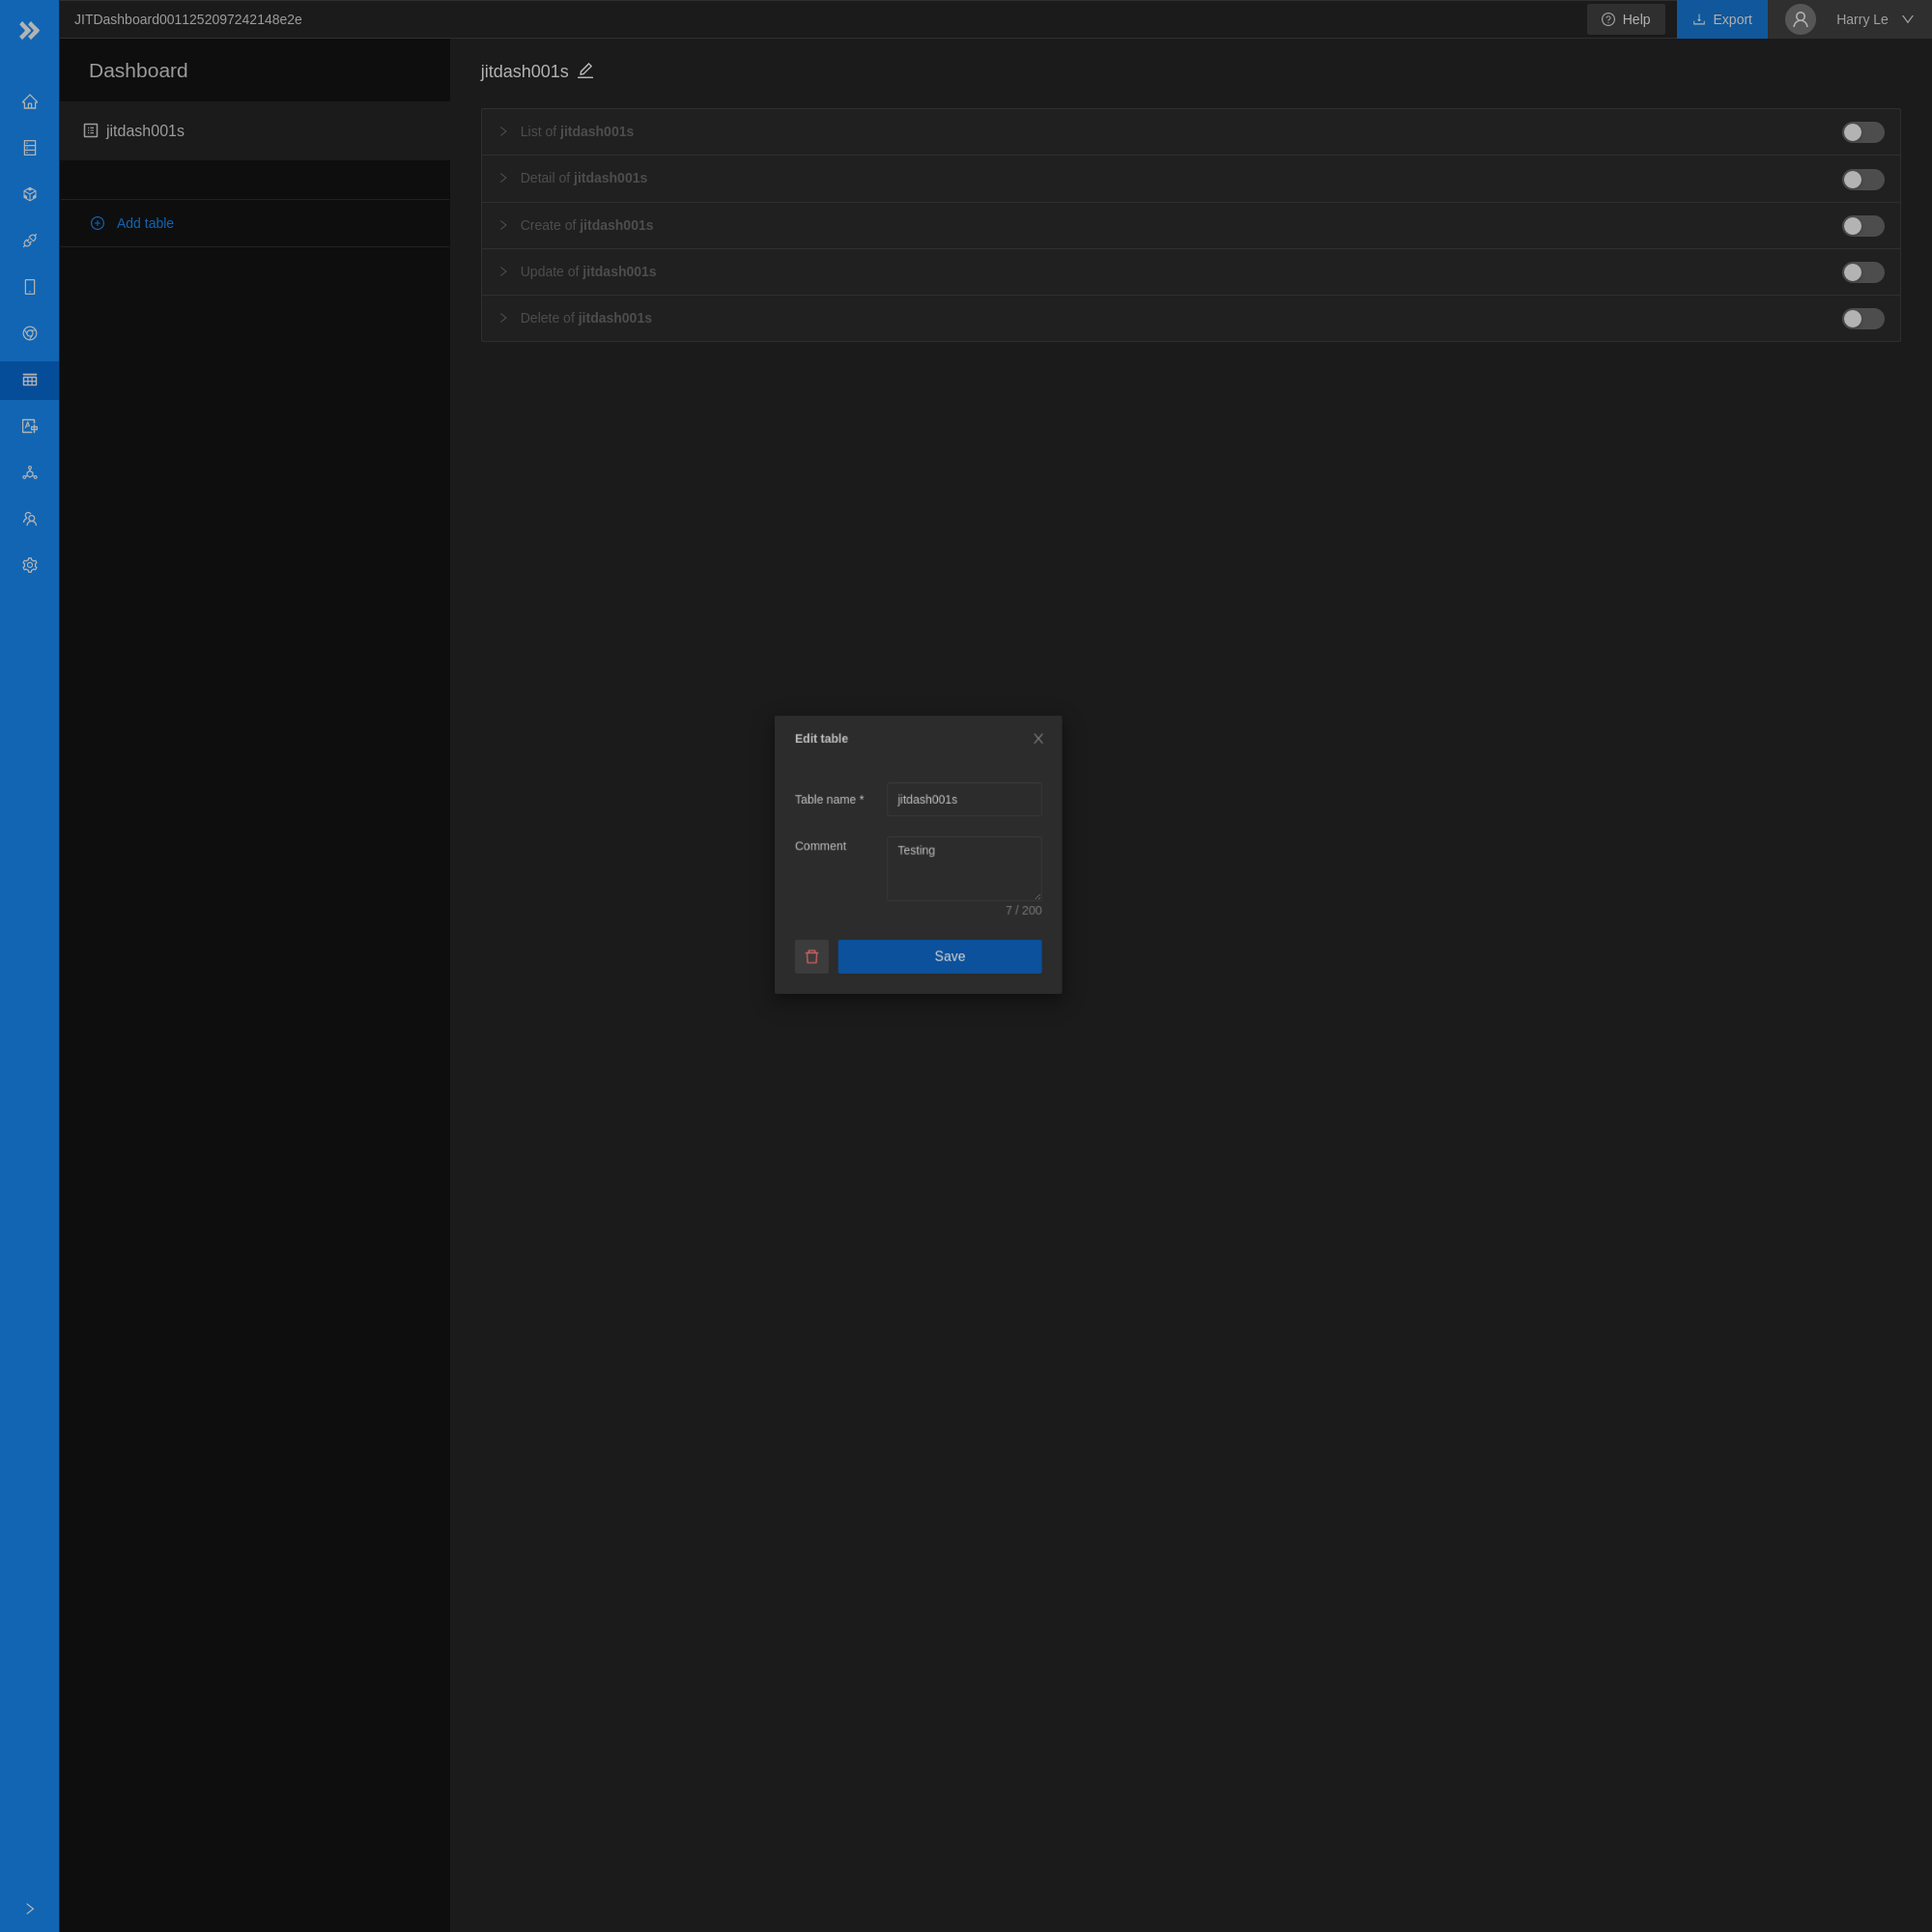 JITDashboard0011252097242148e2e
Help
Export
Harry Le
Dashboard
jitdash001s
Add table
jitdash001s
List of jitdash001s
Detail of jitdash001s
Create of jitdash001s
Update of jitdash001s
Delete of jitdash001s
Edit table
Table name *
jitdash001s
Comment
Testing
7 / 200
Save